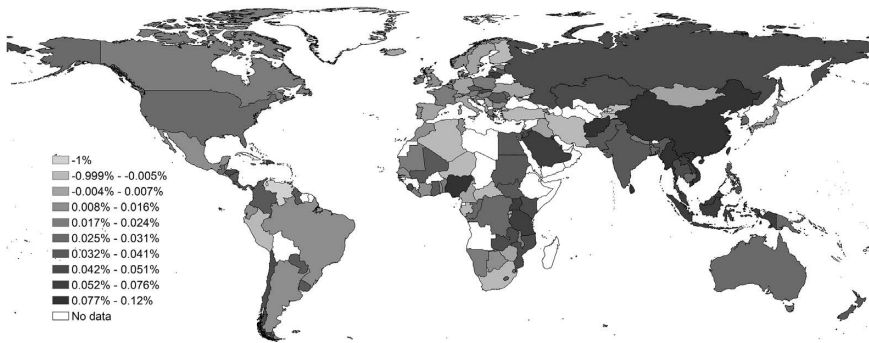 -1%
-0.999% - -0.005%
-0.004% - 0.007%
0.008% - 0.016%
0.017% - 0.024%
0.025% - 0.031%
0.032% - 0.041%
0.042% - 0.051%
0.052% - 0.076%
0.077% - 0.12%
No data